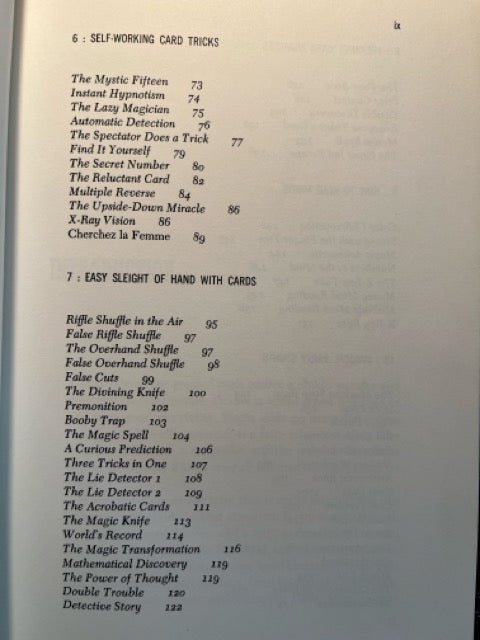 ix
6 : SELF-WORKING CARD TRICKS
The Mystic Fifteen 73
Instant Hypnotism 74
The Lazy Magician 75
Automatic Detection 76
The Spectator Does a Trick 77
Find It Yourself 79
The Secret Number 80
The Reluctant Card 82
Multiple Reverse 84
The Upside-Down Miracle 86
X-Ray Vision 86
Cherchez la Femme 89
7 : EASY SLEIGHT OF HAND WITH CARDS
Riffle Shuffle in the Air 95
False Riffle Shuffle 97
The Overhand Shuffle 97
False Overhand Shuffle 98
False Cuts 99
The Divining Knife 100
Premonition 102
Booby Trap 103
The Magic Spell 104
A Curious Prediction 106
Three Tricks in One 107
The Lie Detector 1 108
The Lie Detector 2 109
The Acrobatic Cards 111
The Magic Knife 113
World's Record 114
The Magic Transformation 116
Mathematical Discovery 119
The Power of Thought 119
Double Trouble 120
Detective Story 122